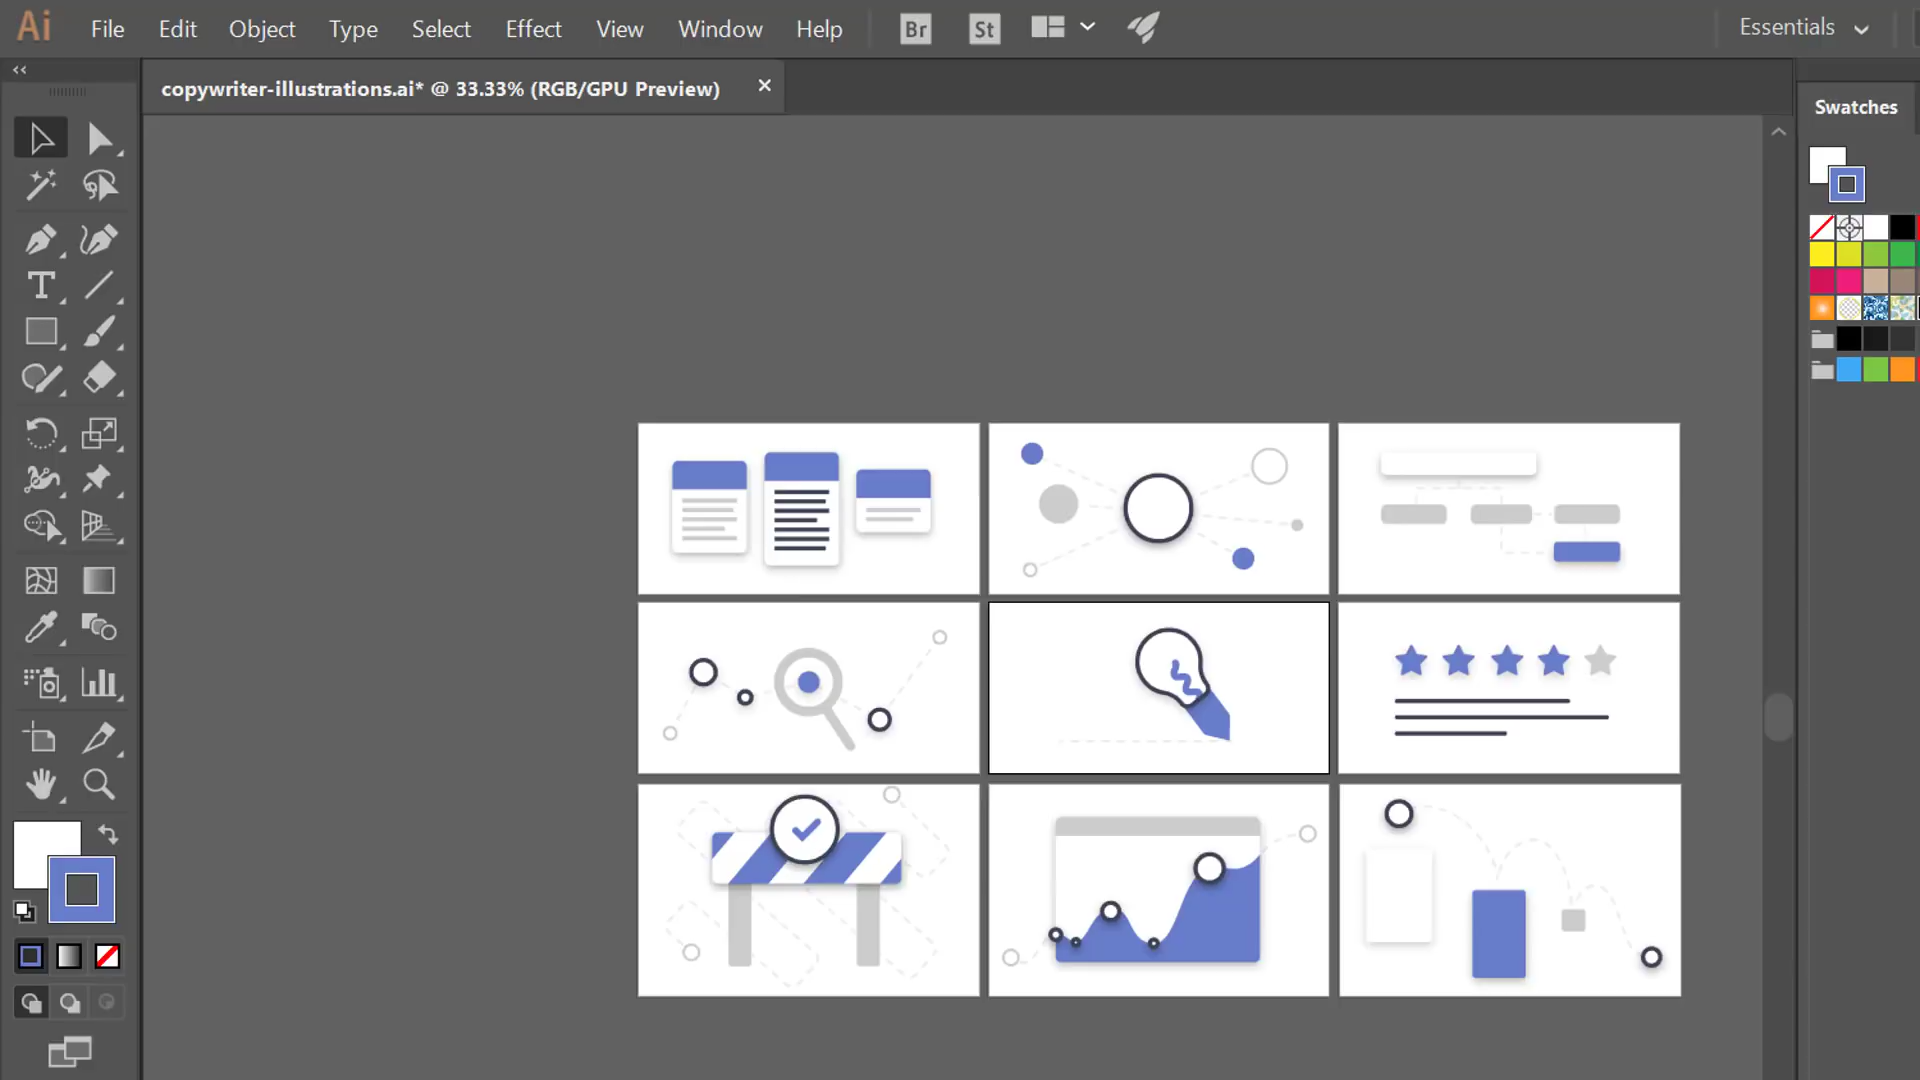 Ai File Edit Object Type Select Effect View Window Help Br St Essentials
copywriter-illustrations.ai* @ 33.33% (RGB/GPU Preview)
Swatches